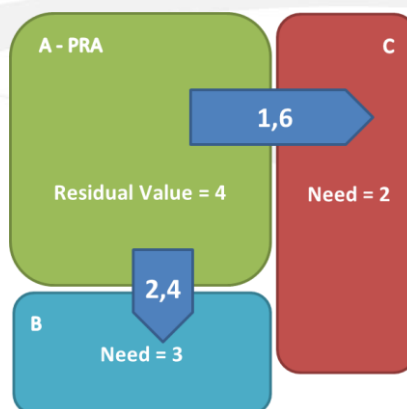 A - PRA
C
1,6
Residual Value = 4
Need = 2
2,4
B
Need = 3